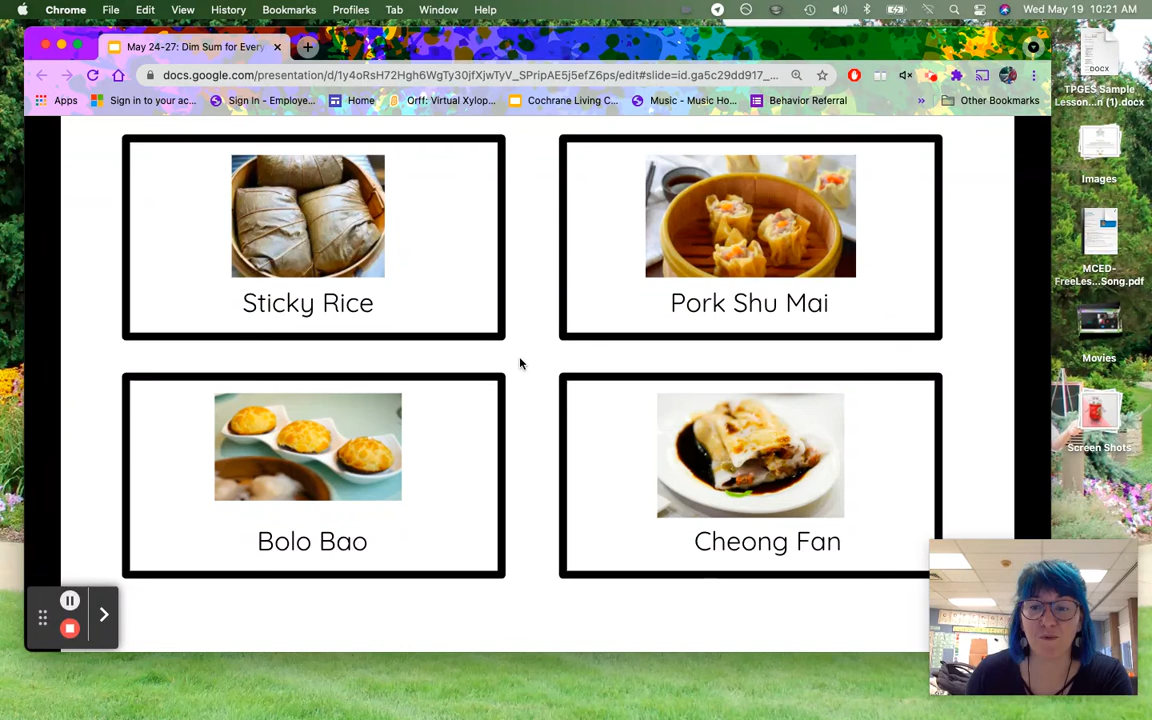 Chrome File Edit View History Bookmarks Profiles Tab Window Help Wed May 19 10:21 AM
May 24-27: Dim Sum for Every
docs.google.com/presentation/d/1y4oRsH72Hgh6WgTy30jfXjwTyV_SPripAE5j5efZ6ps/edit#slide=id.ga5c29dd917_...
Apps Sign in to your ac... Sign In - Employe... Home Orff: Virtual Xylop... Cochrane Living C... Music - Music Ho... Behavior Referral » Other Bookmarks
DOCX
TPGES Sample
Lesson...n (1).docx
Images
MCED-
FreeLes...Song.pdf
Movies
Screen Shots
Sticky Rice
Pork Shu Mai
Bolo Bao
Cheong Fan